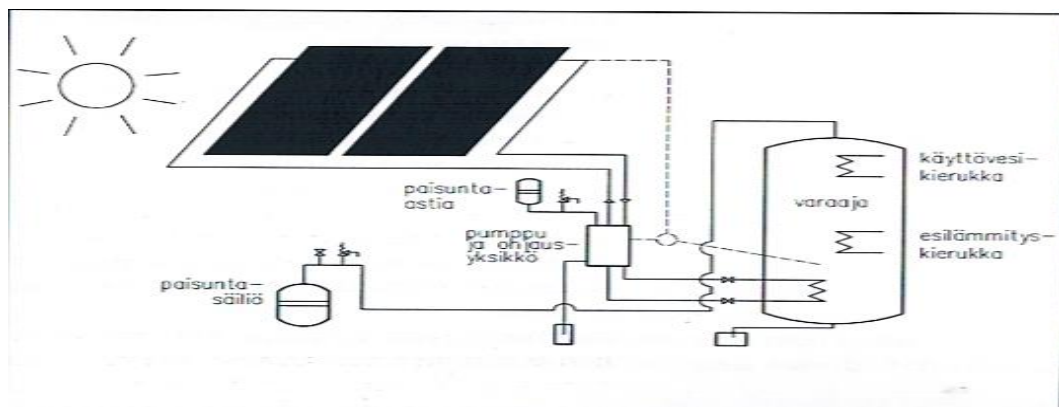 paisunta-
astia
pumppu
ja ohjaus-
yksikkö
paisunta-
säiliö
varaaja
käyttövesi-
kierukka
esilämmitys-
kierukka